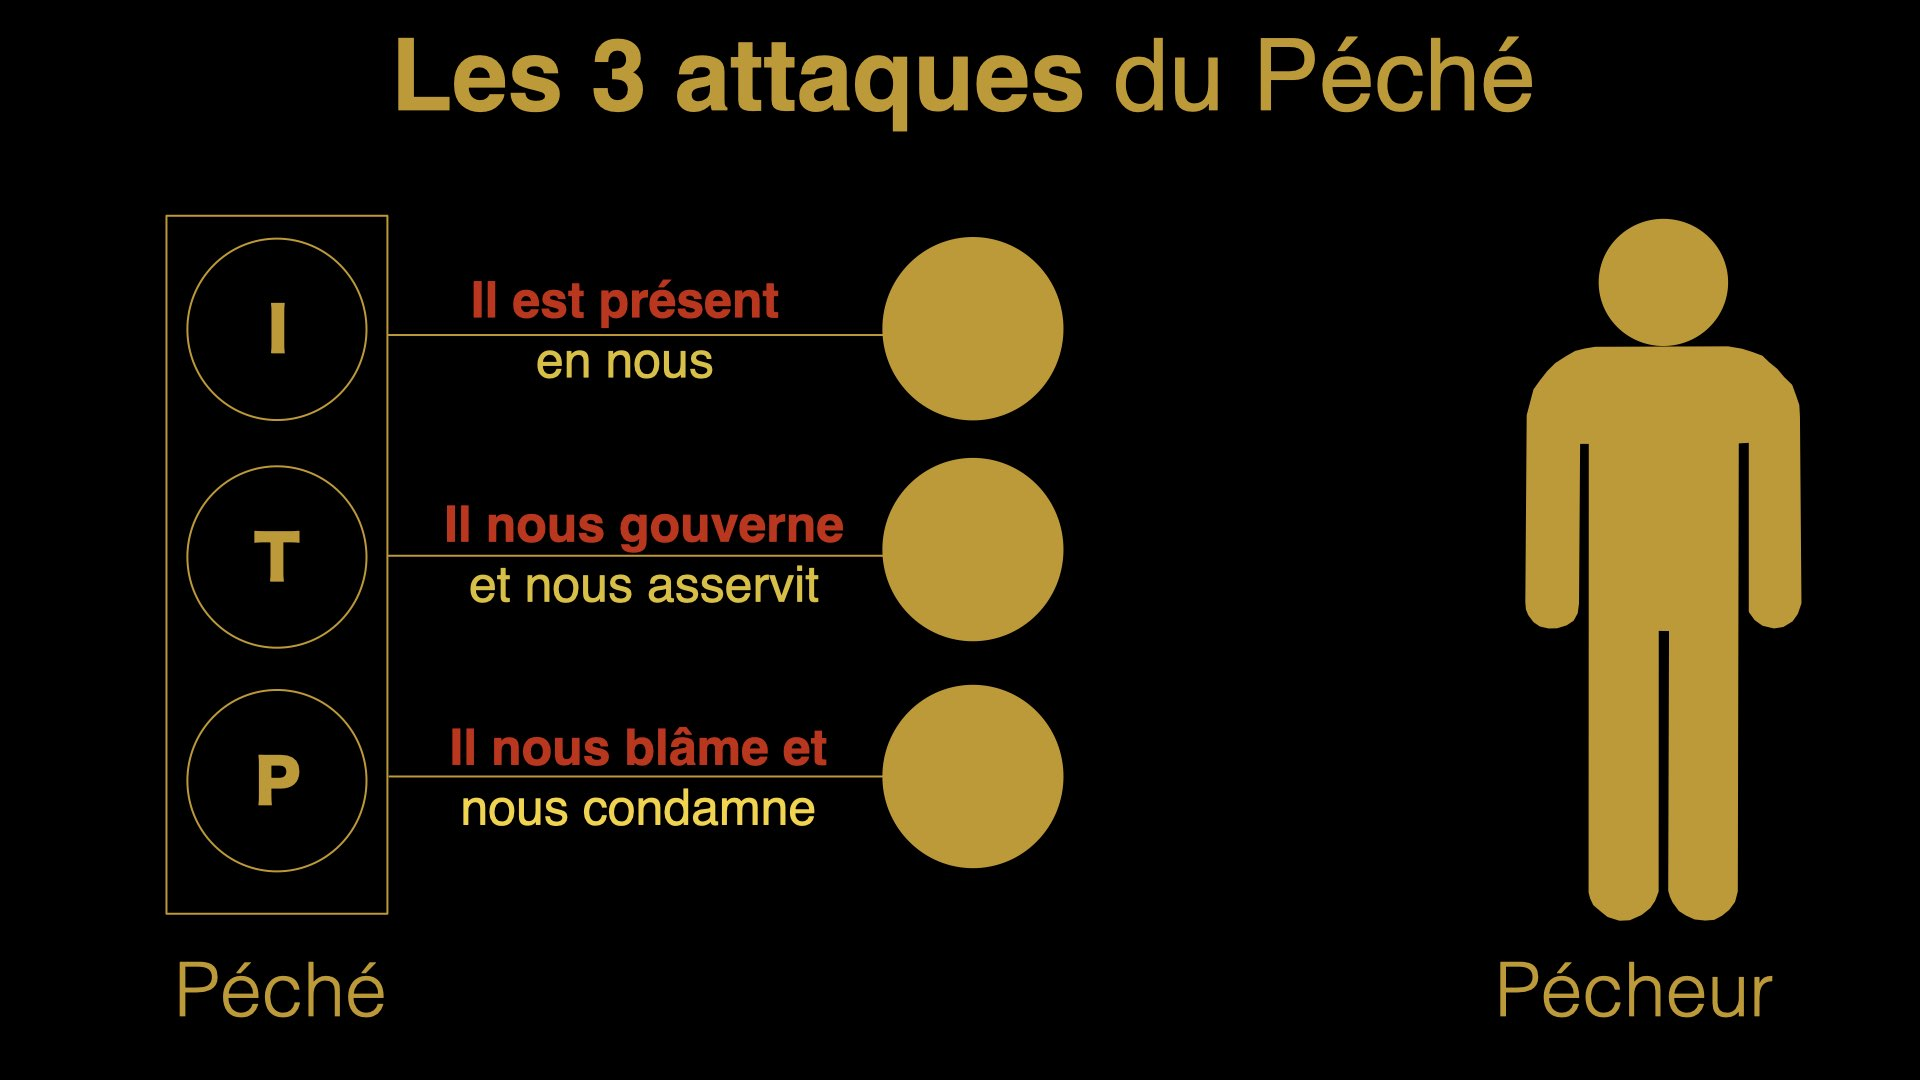 Les 3 attaques du Péché
I
Il est présent
en nous
T
Il nous gouverne
et nous asservit
P
Il nous blâme et
nous condamne
Péché
Pécheur